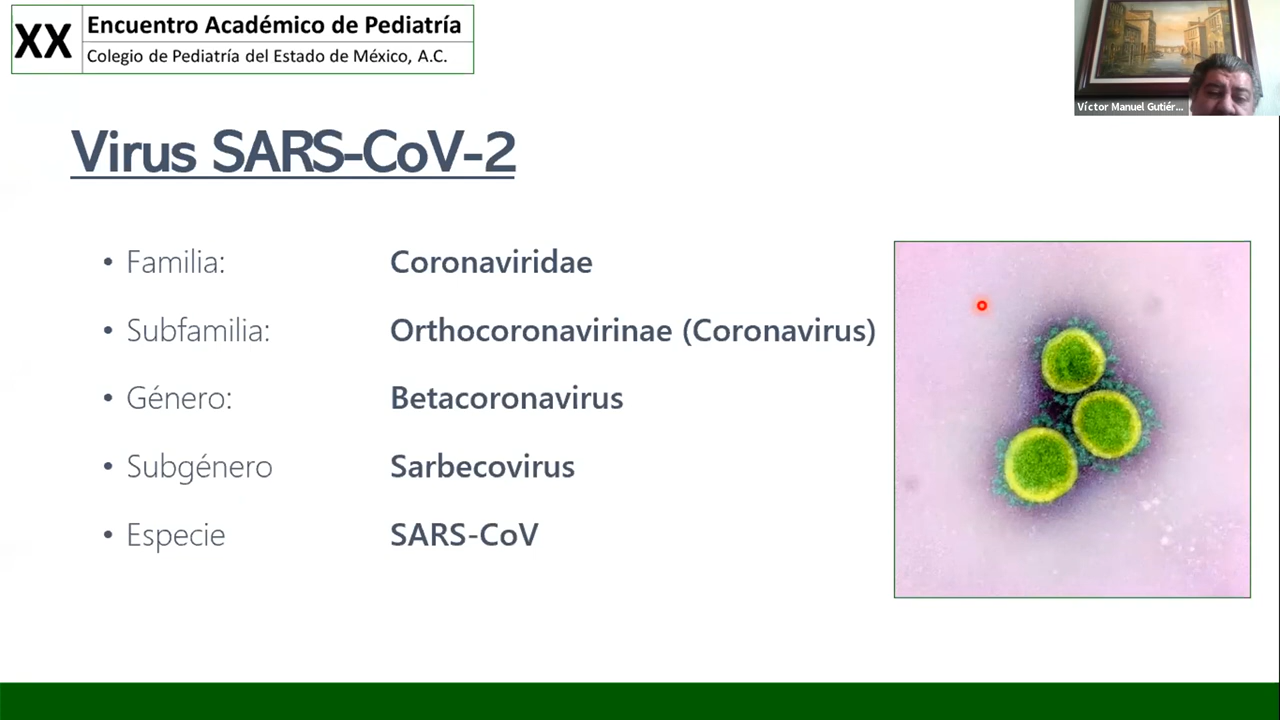 XX
Encuentro Académico de Pediatría
Colegio de Pediatría del Estado de México, A.C.
Víctor Manuel Gutiér...
Virus SARS-CoV-2
• Familia: Coronaviridae
• Subfamilia: Orthocoronavirinae (Coronavirus)
• Género: Betacoronavirus
• Subgénero Sarbecovirus
• Especie SARS-CoV